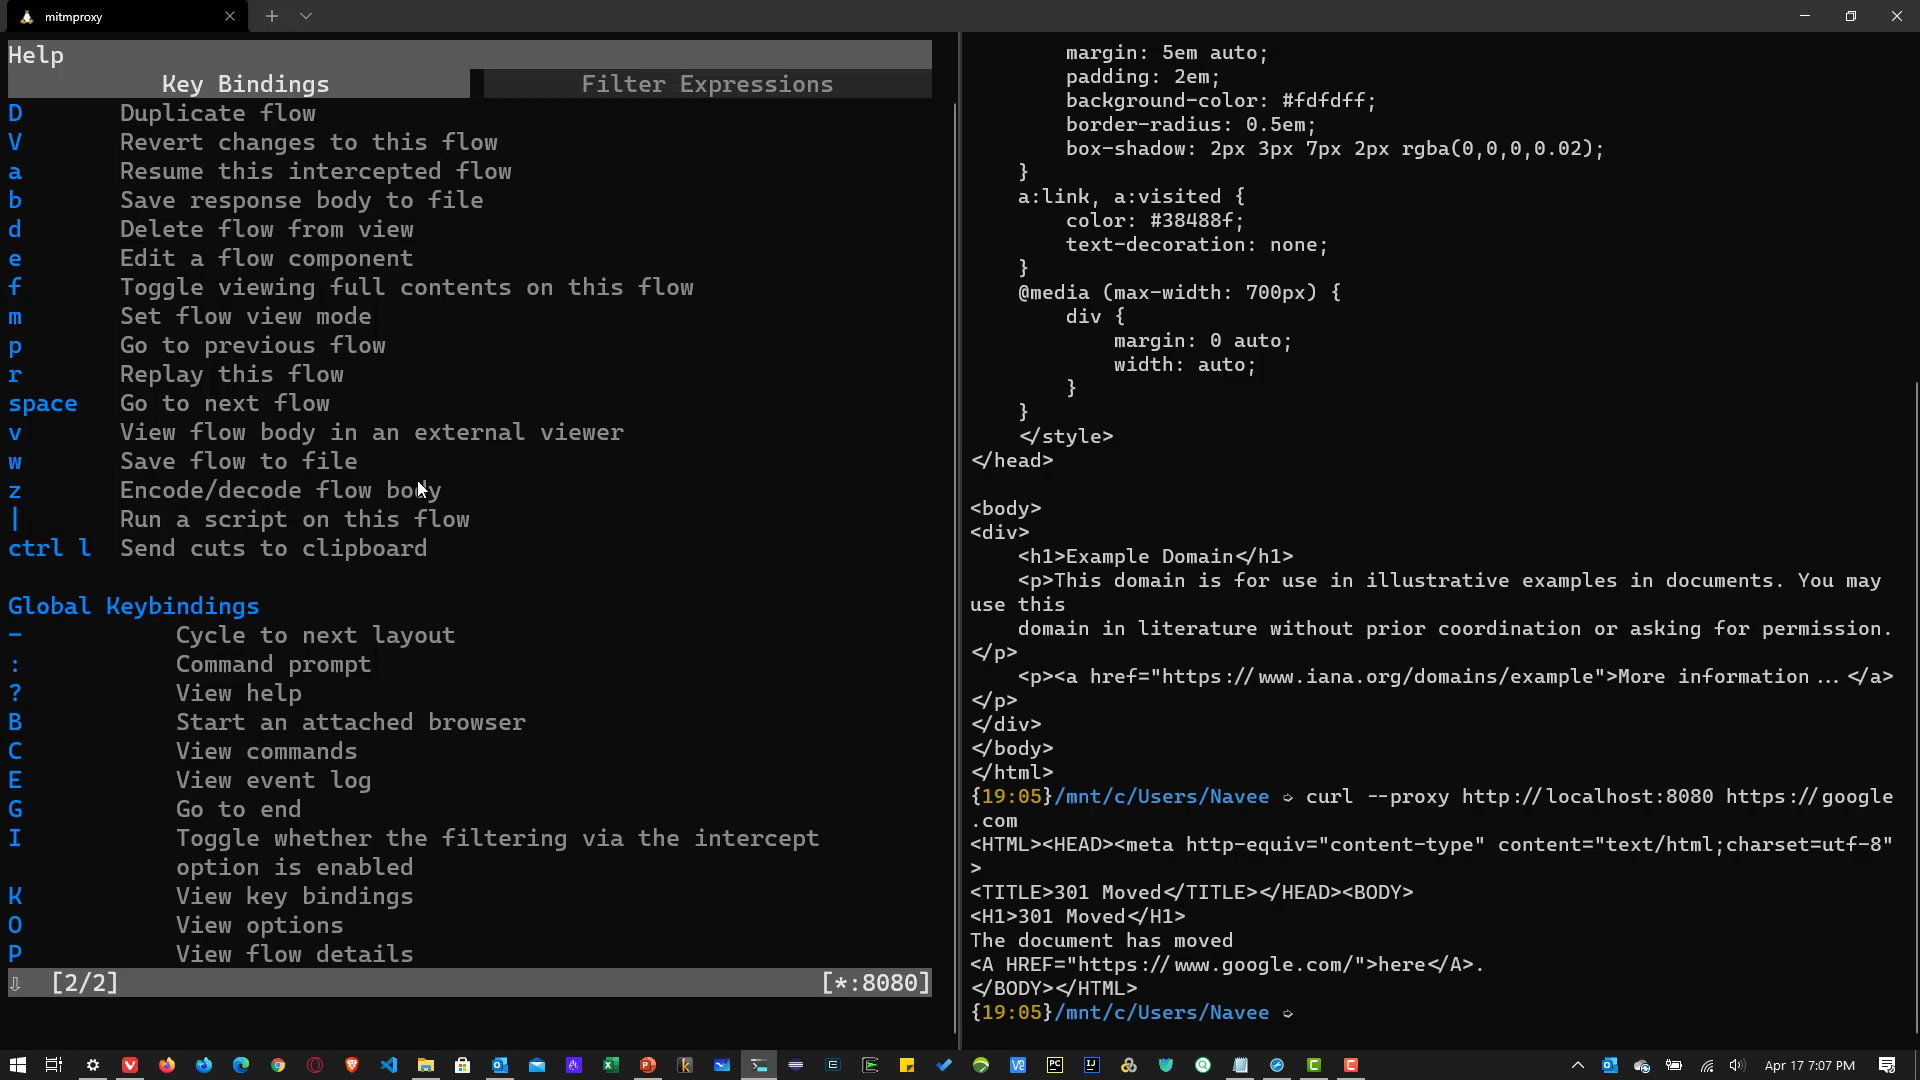 mitmproxy
Help
Key Bindings
Filter Expressions
D Duplicate flow
V Revert changes to this flow
a Resume this intercepted flow
b Save response body to file
d Delete flow from view
e Edit a flow component
f Toggle viewing full contents on this flow
m Set flow view mode
p Go to previous flow
r Replay this flow
space Go to next flow
v View flow body in an external viewer
w Save flow to file
z Encode/decode flow body
| Run a script on this flow
ctrl l Send cuts to clipboard
Global Keybindings
- Cycle to next layout
: Command prompt
? View help
B Start an attached browser
C View commands
E View event log
G Go to end
I Toggle whether the filtering via the intercept
option is enabled
K View key bindings
O View options
P View flow details
⇩ [2/2] [*:8080]
margin: 5em auto;
padding: 2em;
background-color: #fdfdff;
border-radius: 0.5em;
box-shadow: 2px 3px 7px 2px rgba(0,0,0,0.02);
}
a:link, a:visited {
color: #38488f;
text-decoration: none;
}
@media (max-width: 700px) {
div {
margin: 0 auto;
width: auto;
}
}
</style>
</head>
<body>
<div>
<h1>Example Domain</h1>
<p>This domain is for use in illustrative examples in documents. You may
use this
domain in literature without prior coordination or asking for permission.
</p>
<p><a href="https://www.iana.org/domains/example">More information...</a>
</p>
</div>
</body>
</html>
{19:05}/mnt/c/Users/Navee ➭ curl --proxy http://localhost:8080 https://google
.com
<HTML><HEAD><meta http-equiv="content-type" content="text/html;charset=utf-8"
>
<TITLE>301 Moved</TITLE></HEAD><BODY>
<H1>301 Moved</H1>
The document has moved
<A HREF="https://www.google.com/">here</A>.
</BODY></HTML>
{19:05}/mnt/c/Users/Navee ➭
Apr 17 7:07 PM